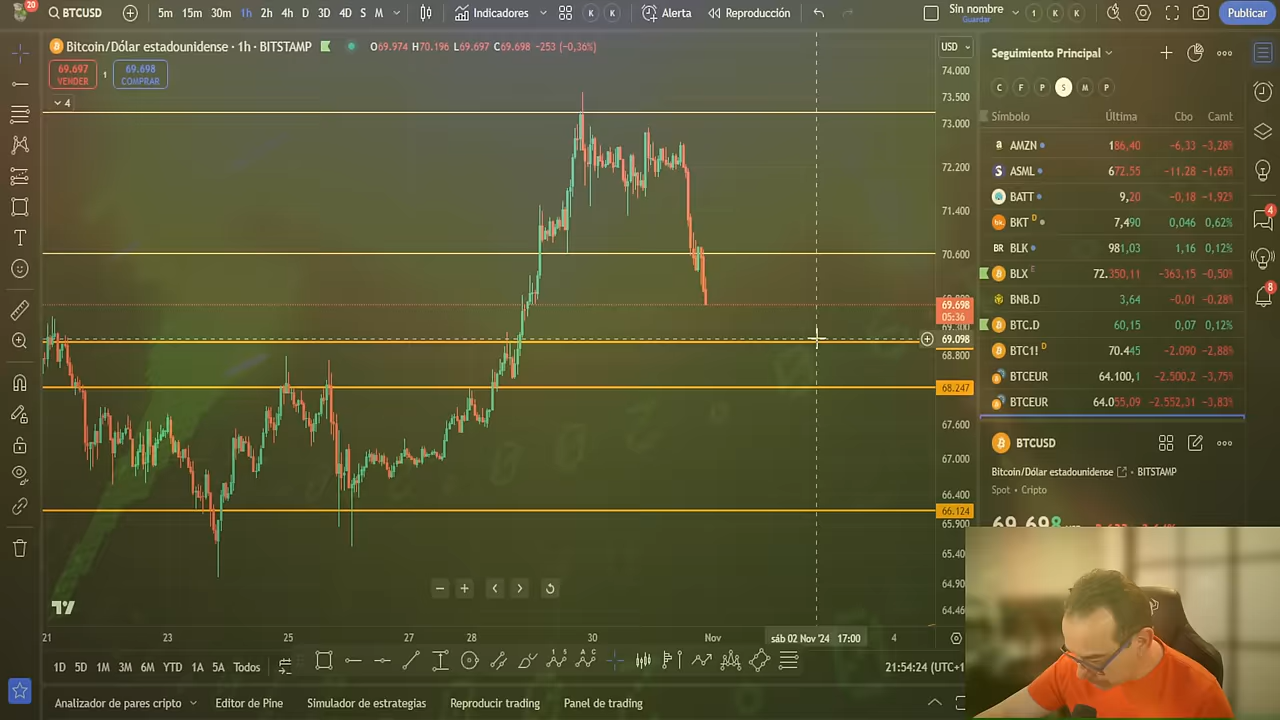 20
BTCUSD 5m 15m 30m 1h 2h 4h D 3D 4D S M Indicadores K K Alerta Reproducción Sin nombre Guardar 1 K K Publicar
Bitcoin/Dólar estadounidense · 1h · BITSTAMP O69.974 H70.196 L69.697 C69.698 -253 (-0,36%)
69.697 VENDER 1 69.698 COMPRAR
4
USD
74.000
73.500
73.000
72.200
71.400
70.600
69.698
05:36
69.098
68.800
68.247
67.600
67.000
66.400
66.124
65.900
65.40
64.90
64.46
21 23 25 27 28 30 Nov sáb 02 Nov '24 17:00 4
1D 5D 1M 3M 6M YTD 1A 5A Todos
21:54:24 (UTC+1
Analizador de pares cripto Editor de Pine Simulador de estrategias Reproducir trading Panel de trading
Seguimiento Principal
C F P S M P
Símbolo Última Cbo Camt
AMZN 186,40 -6,33 -3,28%
ASML 672.55 -11.28 -1,65%
BATT 9,20 -0,18 -1,92%
BKT D 7,490 0,046 0,62%
BLK 981,03 1,16 0,12%
BLX E 72.350,11 -363,15 -0,50%
BNB.D 3,64 -0,01 -0.28%
BTC.D 60,15 0,07 0,12%
BTC1! D 70.445 -2.090 -2,88%
BTCEUR 64.100,1 -2.500,2 -3,75%
BTCEUR 64.055,09 -2.552,31 -3,83%
BTCUSD
Bitcoin/Dólar estadounidense · BITSTAMP
Spot · Cripto
69.698
4
8